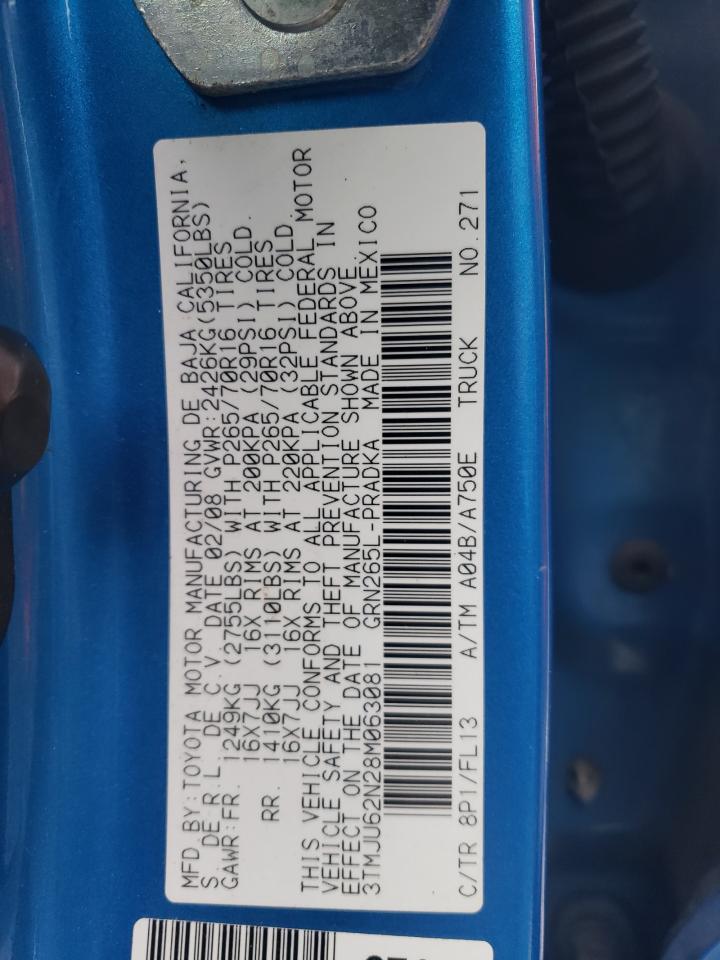 MFD BY:TOYOTA MOTOR MANUFACTURING DE BAJA CALIFORNIA,
S DE R.L. DE C.V DATE 02/08 GVWR:2426KG(5350LBS)
GAWR:FR. 1249KG (2755LBS) WITH P265/70R16 TIRES
16X7JJ 16X RIMS AT 200KPA (29PSI) COLD.
RR. 1410KG (3110LBS) WITH P265/70R16 TIRES
16X7JJ 16X RIMS AT 220KPA (32PSI) COLD
THIS VEHICLE CONFORMS TO ALL APPLICABLE FEDERAL MOTOR
VEHICLE SAFETY AND THEFT PREVENTION STANDARDS IN
EFFECT ON THE DATE OF MANUFACTURE SHOWN ABOVE
3TMJU62N28M063081 GRN265L-PRADKA MADE IN MEXICO
C/TR 8P1/FL13 A/TM A04B/A750E TRUCK NO.271